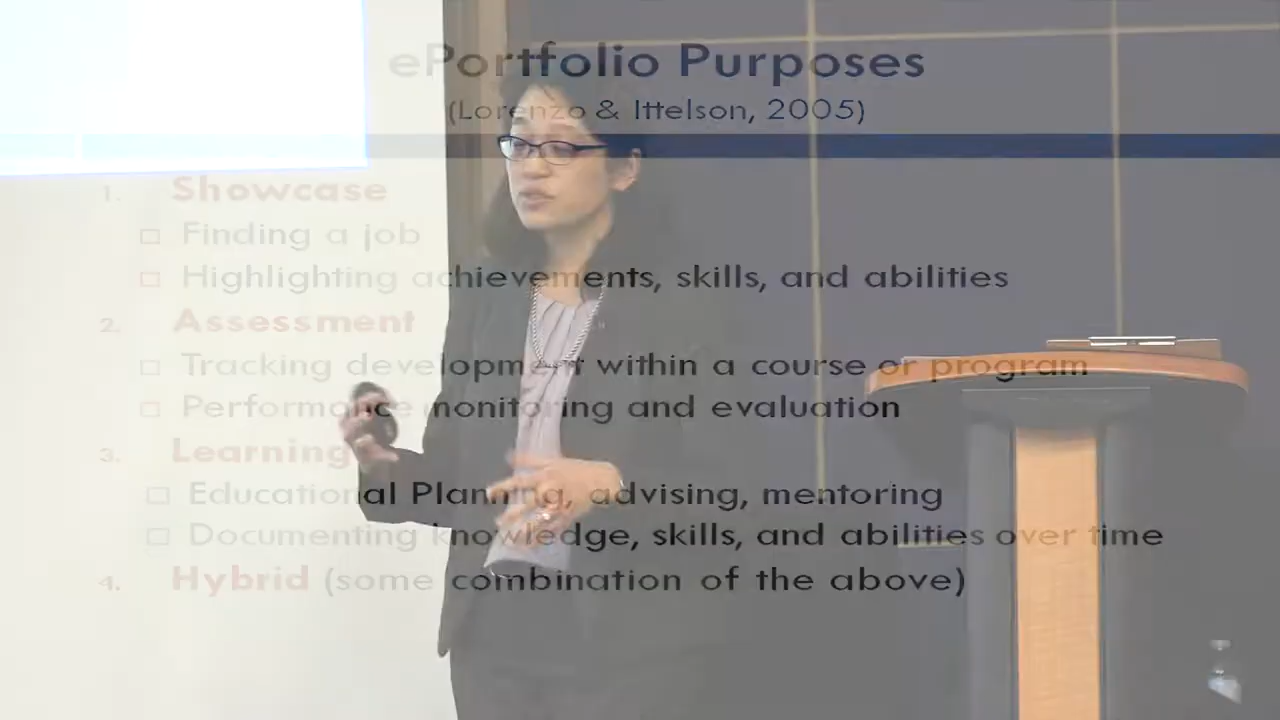 ePortfolio Purposes
(Lorenzo & Ittelson, 2005)
1. Showcase
Finding a job
Highlighting achievements, skills, and abilities
2. Assessment
Tracking development within a course or program
Performance monitoring and evaluation
3. Learning
Educational Planning, advising, mentoring
Documenting knowledge, skills, and abilities over time
4. Hybrid (some combination of the above)